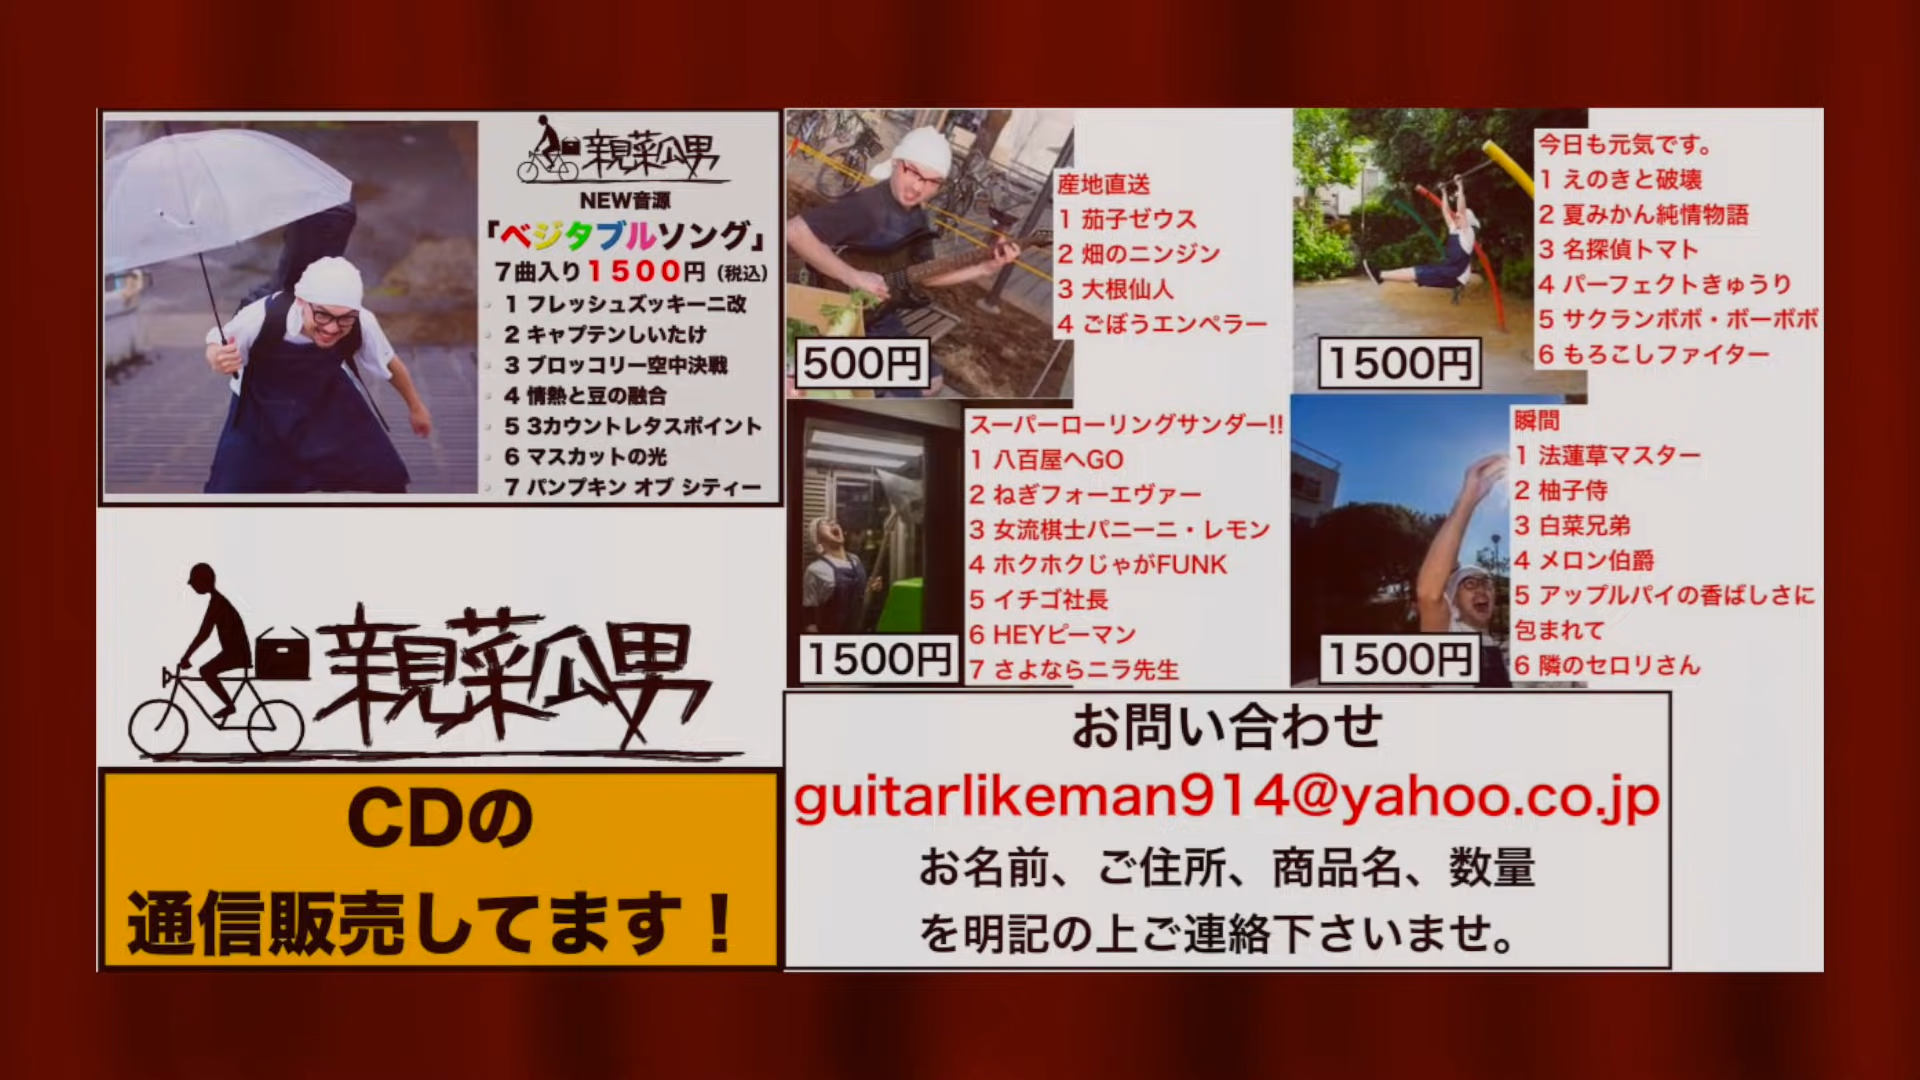 親菜公男
NEW音源
「ベジタブルソング」
7曲入り1500円（税込）
1 フレッシュズッキーニ改
2 キャプテンしいたけ
3 ブロッコリー空中決戦
4 情熱と豆の融合
5 3カウントレタスポイント
6 マスカットの光
7 パンプキン オブ シティー
親菜公男
CDの
通信販売してます！
産地直送
1 茄子ゼウス
2 畑のニンジン
3 大根仙人
4 ごぼうエンペラー
500円
今日も元気です。
1 えのきと破壊
2 夏みかん純情物語
3 名探偵トマト
4 パーフェクトきゅうり
5 サクランボボ・ボーボボ
6 もろこしファイター
1500円
スーパーローリングサンダー!!
1 八百屋へGO
2 ねぎフォーエヴァー
3 女流棋士パニーニ・レモン
4 ホクホクじゃがFUNK
5 イチゴ社長
6 HEYピーマン
7 さよならニラ先生
1500円
瞬間
1 法蓮草マスター
2 柚子侍
3 白菜兄弟
4 メロン伯爵
5 アップルパイの香ばしさに
包まれて
6 隣のセロリさん
1500円
お問い合わせ
guitarlikeman914@yahoo.co.jp
お名前、ご住所、商品名、数量
を明記の上ご連絡下さいませ。